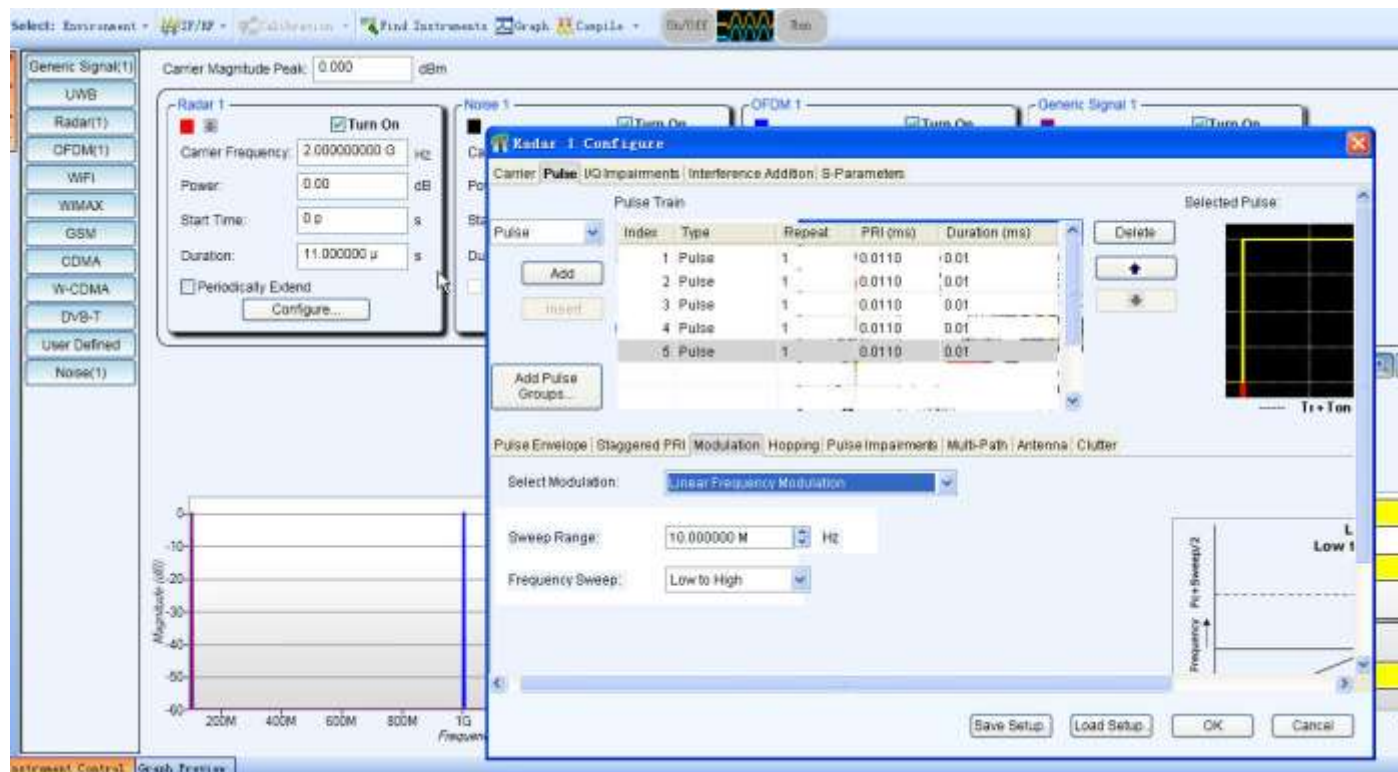 Select: Environment IF/RF Calibration Find Instruments Graph Compile On/Off Run
Generic Signal(1)
UWB
Radar(1)
OFDM(1)
WiFi
WIMAX
GSM
CDMA
W-CDMA
DVB-T
User Defined
Noise(1)
Carrier Magnitude Peak: 0.000 dBm
Radar 1
Turn On
Carrier Frequency: 2.000000000 G Hz
Power: 0.00 dB
Start Time: 0 p s
Duration: 11.000000 µ s
Periodically Extend
Configure...
Noise 1
Turn On
OFDM 1
Turn On
Generic Signal 1
Turn On
Radar 1 Configure
Carrier Pulse I/Q Impairments Interference Addition S-Parameters
Pulse Train
Selected Pulse:
Pulse
Add
Insert
Add Pulse
Groups...
Index Type Repeat PRI (ms) Duration (ms)
1 Pulse 1 0.0110 0.01
2 Pulse 1 0.0110 0.01
3 Pulse 1 0.0110 0.01
4 Pulse 1 0.0110 0.01
5 Pulse 1 0.0110 0.01
Delete
Tr+Ton
Pulse Envelope Staggered PRI Modulation Hopping Pulse Impairments Multi-Path Antenna Clutter
Select Modulation: Linear Frequency Modulation
Sweep Range: 10.000000 M Hz
Frequency Sweep: Low to High
L
Low t
Frequency Fc+Sweep/2
Save Setup Load Setup OK Cancel
Magnitude (dB)
0
-10
-20
-30
-40
-50
-60
200M 400M 600M 800M 1G
Graph Preview